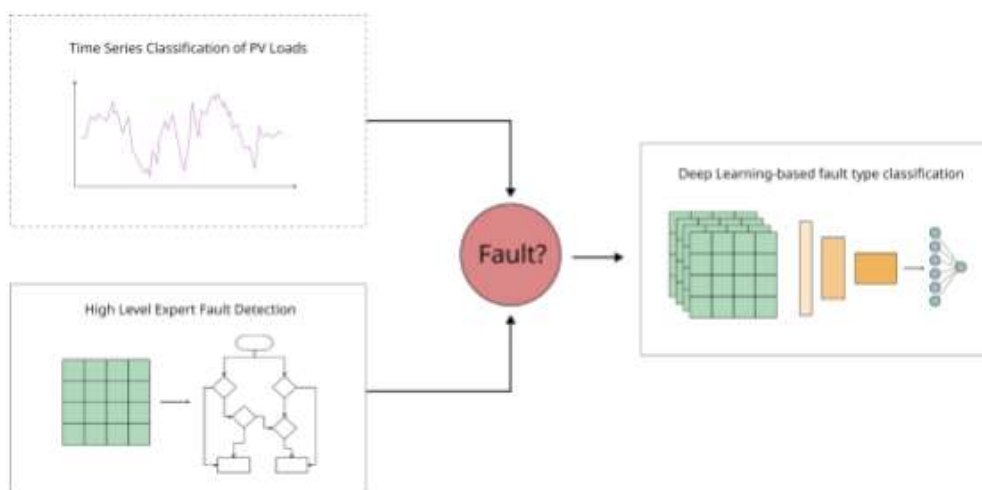 Time Series Classification of PV Loads
High Level Expert Fault Detection
Fault?
Deep Learning-based fault type classification